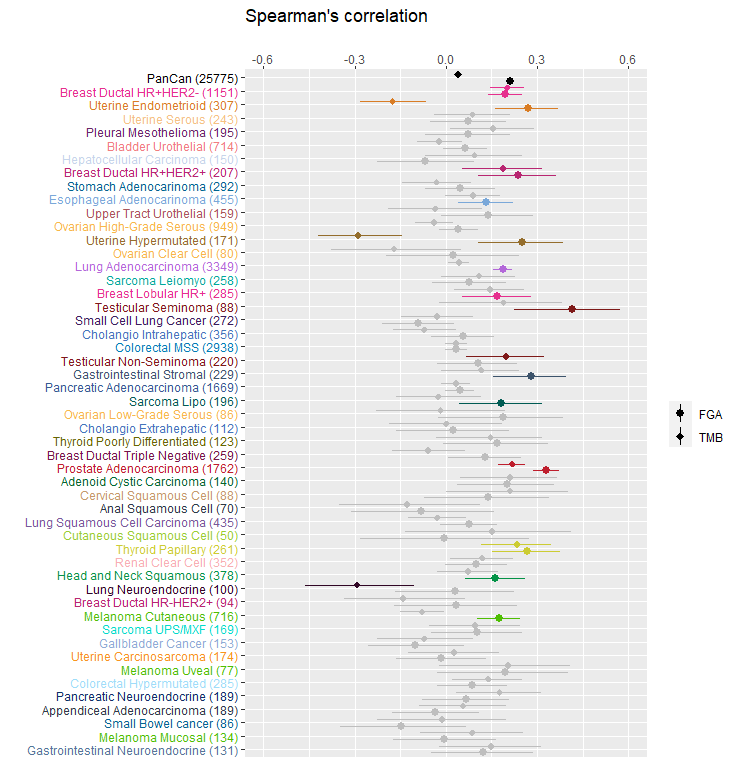 Spearman's correlation
-0.6 -0.3 0.0 0.3 0.6
PanCan (25775)
Breast Ductal HR+HER2- (1151)
Uterine Endometrioid (307)
Uterine Serous (243)
Pleural Mesothelioma (195)
Bladder Urothelial (714)
Hepatocellular Carcinoma (150)
Breast Ductal HR+HER2+ (207)
Stomach Adenocarcinoma (292)
Esophageal Adenocarcinoma (455)
Upper Tract Urothelial (159)
Ovarian High-Grade Serous (949)
Uterine Hypermutated (171)
Ovarian Clear Cell (80)
Lung Adenocarcinoma (3349)
Sarcoma Leiomyo (258)
Breast Lobular HR+ (285)
Testicular Seminoma (88)
Small Cell Lung Cancer (272)
Cholangio Intrahepatic (356)
Colorectal MSS (2938)
Testicular Non-Seminoma (220)
Gastrointestinal Stromal (229)
Pancreatic Adenocarcinoma (1669)
Sarcoma Lipo (196)
Ovarian Low-Grade Serous (86)
Cholangio Extrahepatic (112)
Thyroid Poorly Differentiated (123)
Breast Ductal Triple Negative (259)
Prostate Adenocarcinoma (1762)
Adenoid Cystic Carcinoma (140)
Cervical Squamous Cell (88)
Anal Squamous Cell (70)
Lung Squamous Cell Carcinoma (435)
Cutaneous Squamous Cell (50)
Thyroid Papillary (261)
Renal Clear Cell (352)
Head and Neck Squamous (378)
Lung Neuroendocrine (100)
Breast Ductal HR-HER2+ (94)
Melanoma Cutaneous (716)
Sarcoma UPS/MXF (169)
Gallbladder Cancer (153)
Uterine Carcinosarcoma (174)
Melanoma Uveal (77)
Colorectal Hypermutated (285)
Pancreatic Neuroendocrine (189)
Appendiceal Adenocarcinoma (189)
Small Bowel cancer (86)
Melanoma Mucosal (134)
Gastrointestinal Neuroendocrine (131)
FGA
TMB